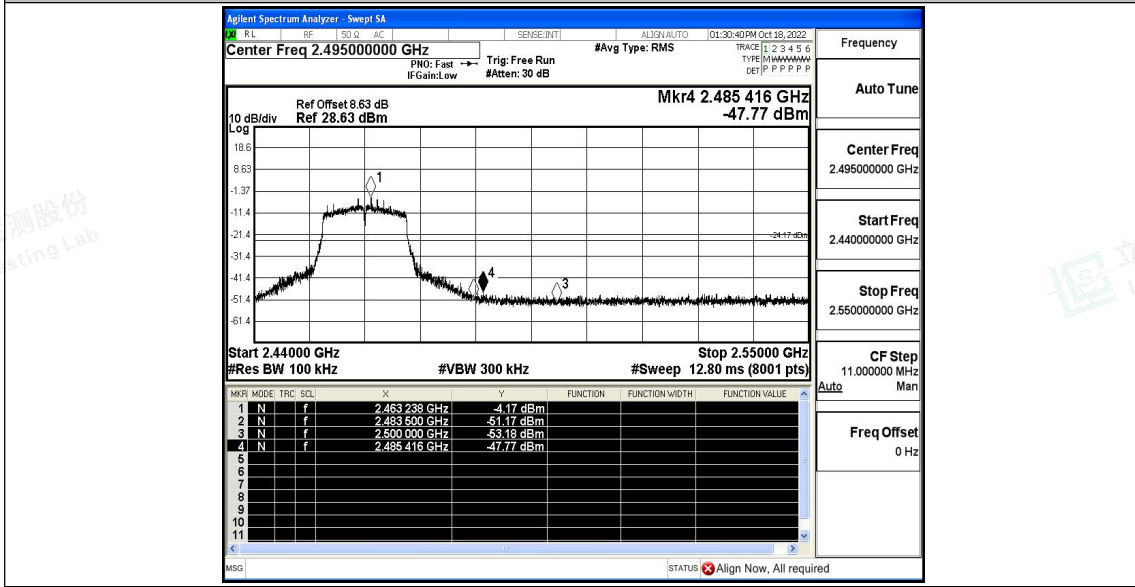 Agilent Spectrum Analyzer - Swept SA
LXI RL RF 50 Ω AC SENSE:INT ALIGN AUTO 01:30:40 PM Oct 18, 2022
Center Freq 2.495000000 GHz #Avg Type: RMS TRACE 1 2 3 4 5 6
PNO: Fast Trig: Free Run TYPE M WWWWW
IFGain:Low #Atten: 30 dB DET P P P P P P
Mkr4 2.485 416 GHz
-47.77 dBm
Ref Offset 8.63 dB
10 dB/div Ref 28.63 dBm
Log
18.6
8.63
-1.37
-11.4
-21.4
-31.4
-41.4
-51.4
-61.4
1
-24.17 dBm
4
3
Start 2.44000 GHz Stop 2.55000 GHz
#Res BW 100 kHz #VBW 300 kHz #Sweep 12.80 ms (8001 pts)
MKR MODE TRC SCL X Y FUNCTION FUNCTION WIDTH FUNCTION VALUE
1 N f 2.463 238 GHz -4.17 dBm
2 N f 2.483 500 GHz -51.17 dBm
3 N f 2.500 000 GHz -53.18 dBm
4 N f 2.485 416 GHz -47.77 dBm
5
6
7
8
9
10
11
MSG STATUS Align Now, All required
Frequency
Auto Tune
Center Freq
2.495000000 GHz
Start Freq
2.440000000 GHz
Stop Freq
2.550000000 GHz
CF Step
11.000000 MHz
Auto Man
Freq Offset
0 Hz
测股份
sting Lab
立